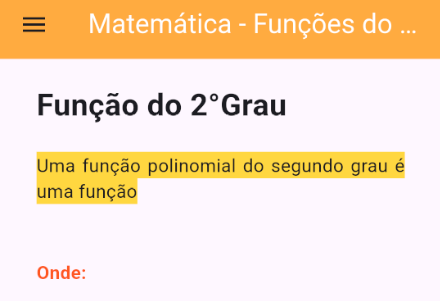 Matemática - Funções do ...
Função do 2°Grau
Uma função polinomial do segundo grau é
uma função
Onde: